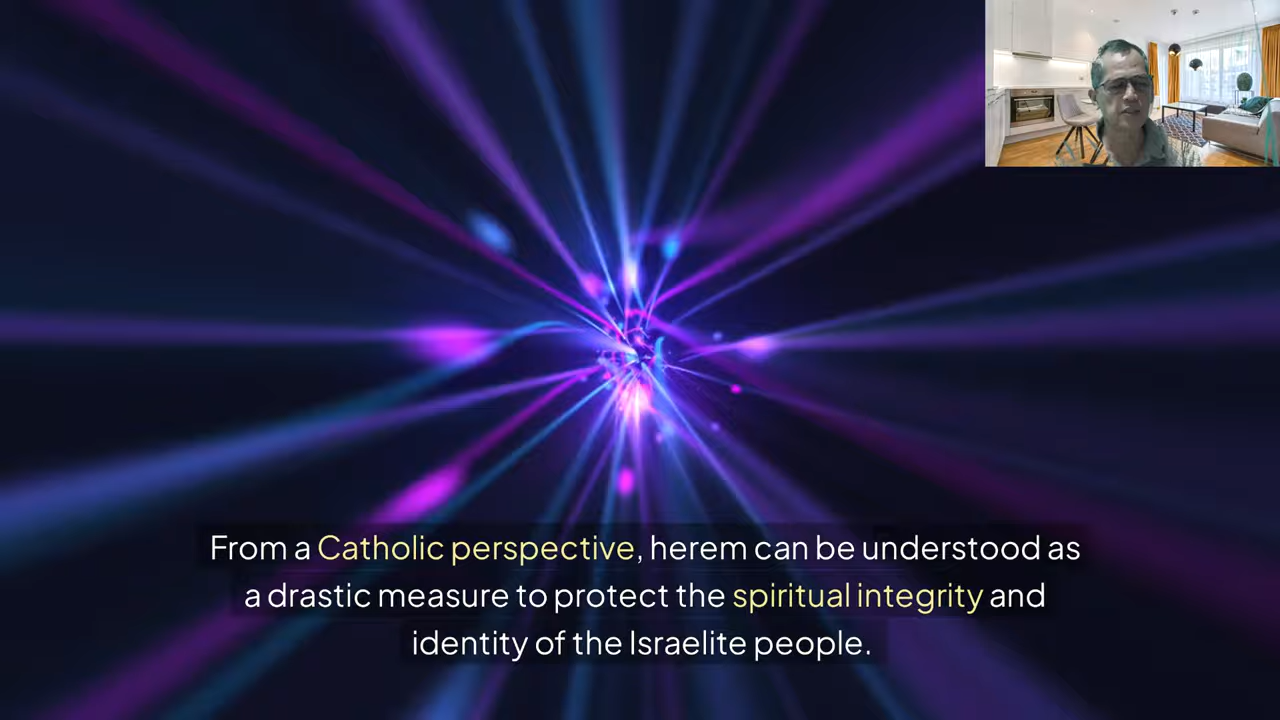 From a Catholic perspective, herem can be understood as
a drastic measure to protect the spiritual integrity and
identity of the Israelite people.